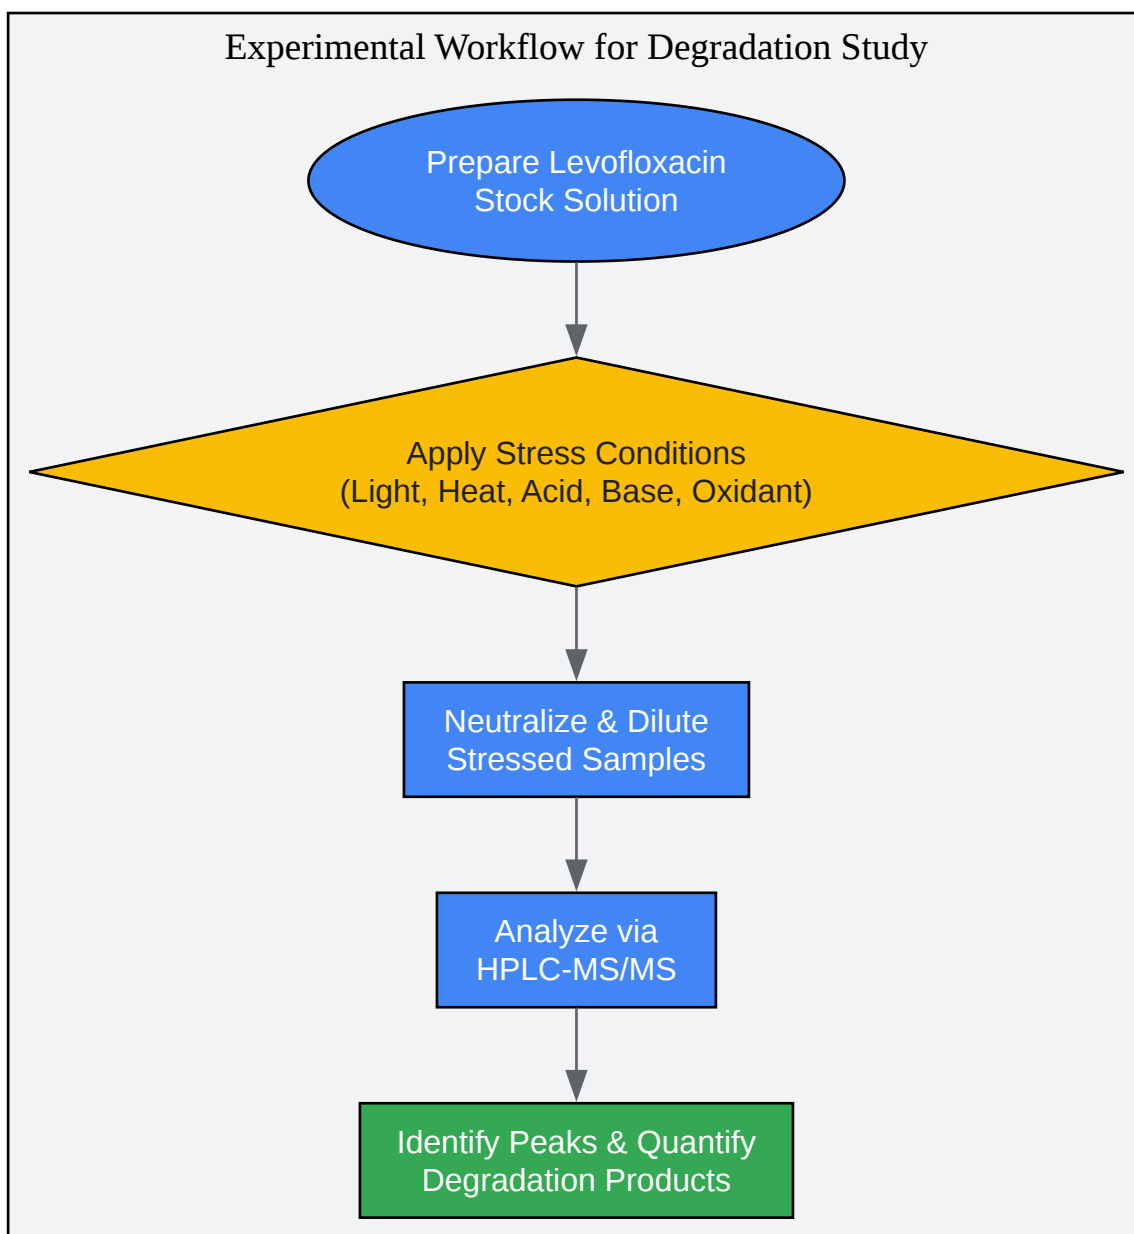 Experimental Workflow for Degradation Study
Prepare Levofloxacin
Stock Solution
Apply Stress Conditions
(Light, Heat, Acid, Base, Oxidant)
Neutralize & Dilute
Stressed Samples
Analyze via
HPLC-MS/MS
Identify Peaks & Quantify
Degradation Products